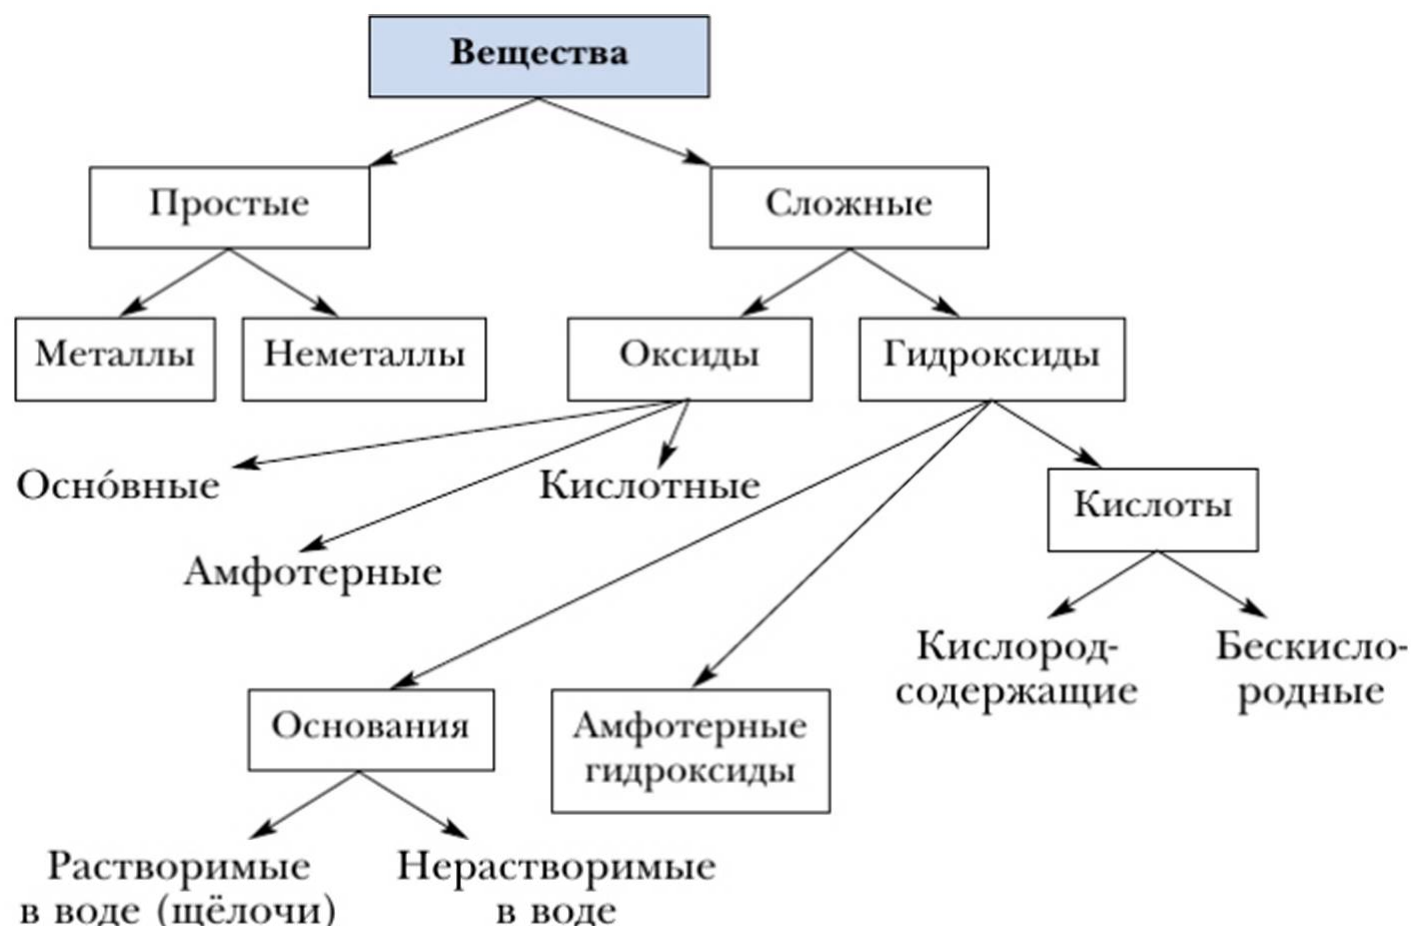 Вещества
Простые
Сложные
Металлы
Неметаллы
Оксиды
Гидроксиды
Осно́вные
Кислотные
Кислоты
Амфотерные
Кислород-
содержащие
Бескисло-
родные
Основания
Амфотерные
гидроксиды
Растворимые
в воде (щёлочи)
Нерастворимые
в воде